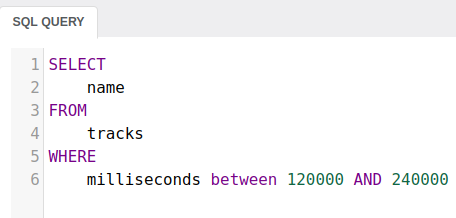 SQL QUERY
1 SELECT
2     name
3 FROM
4     tracks
5 WHERE
6     milliseconds between 120000 AND 240000